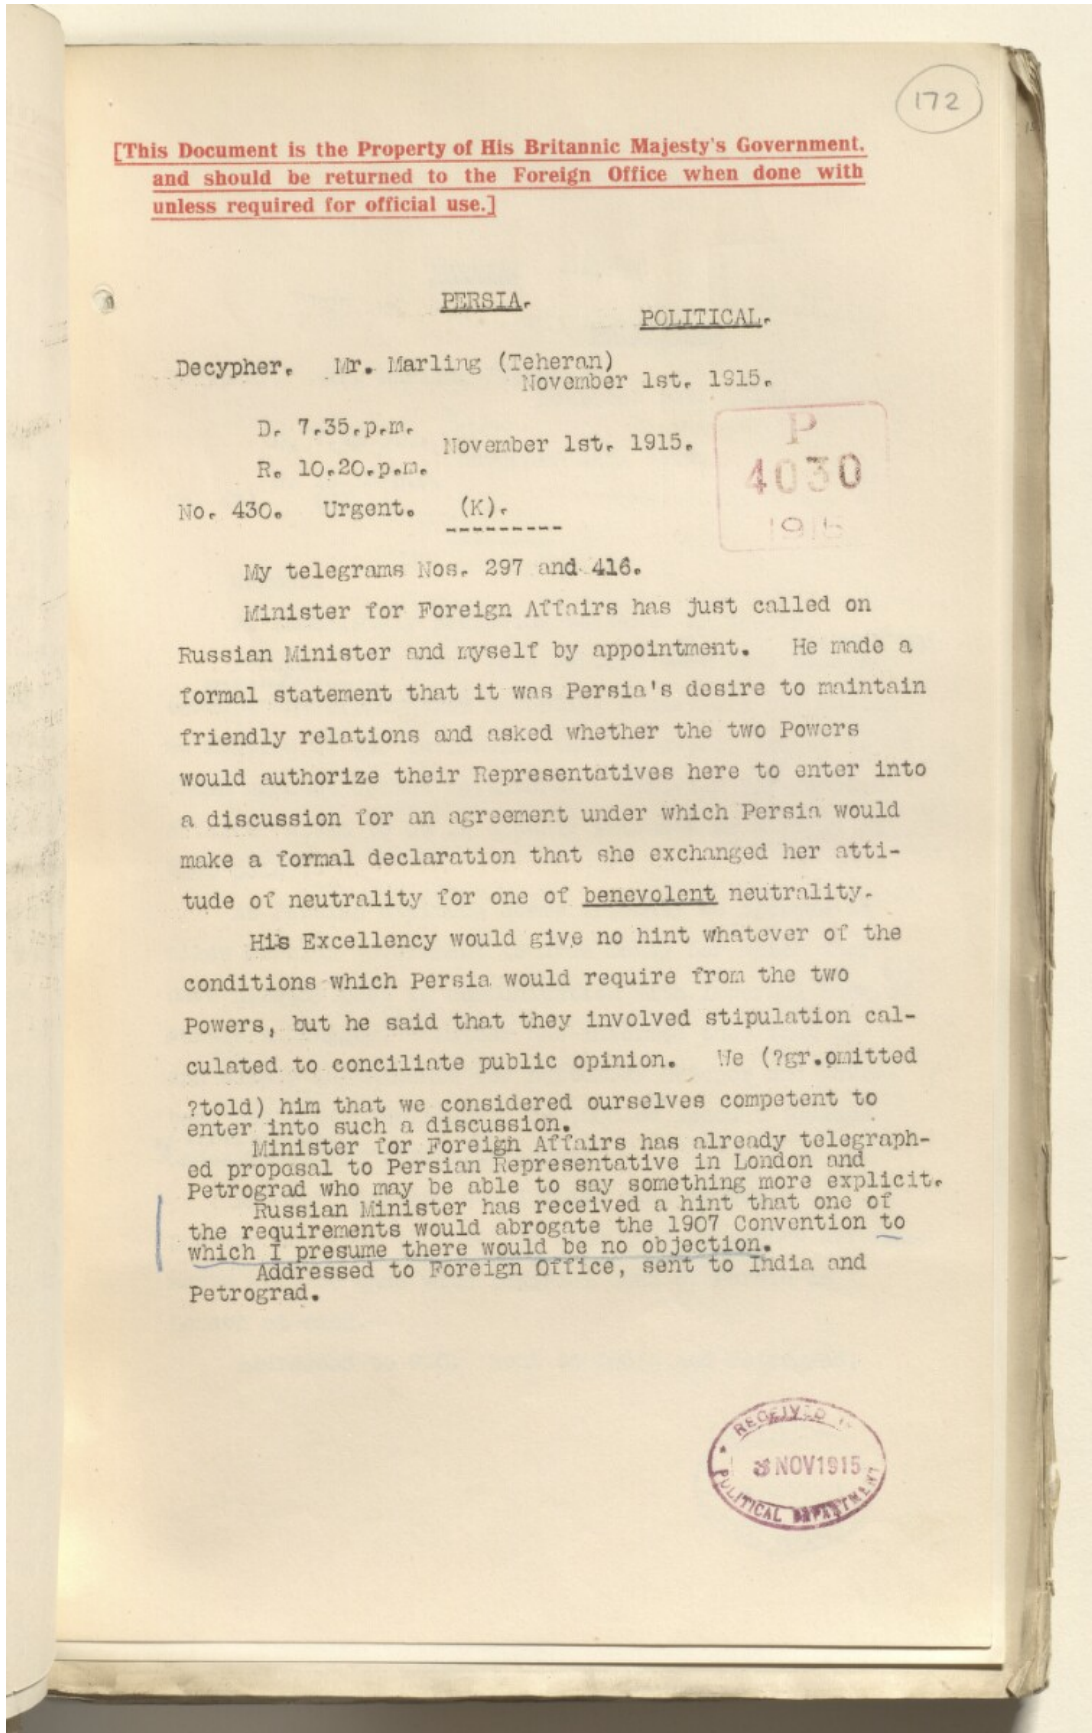 172
[This Document is the Property of His Britannic Majesty's Government,
and should be returned to the Foreign Office when done with
unless required for official use.]
PERSIA.
POLITICAL.
Decypher. Mr. Marling (Teheran)
November 1st. 1915.
D. 7.35.p.m.
November 1st. 1915.
R. 10.20.p.m.
P
4030
1915
No. 430. Urgent. (K).
My telegrams Nos. 297 and 416.
Minister for Foreign Affairs has just called on
Russian Minister and myself by appointment. He made a
formal statement that it was Persia's desire to maintain
friendly relations and asked whether the two Powers
would authorize their Representatives here to enter into
a discussion for an agreement under which Persia would
make a formal declaration that she exchanged her atti-
tude of neutrality for one of benevolent neutrality.
His Excellency would give no hint whatever of the
conditions which Persia would require from the two
Powers, but he said that they involved stipulation cal-
culated to conciliate public opinion. We (?gr.omitted
?told) him that we considered ourselves competent to
enter into such a discussion.
Minister for Foreign Affairs has already telegraph-
ed proposal to Persian Representative in London and
Petrograd who may be able to say something more explicit.
Russian Minister has received a hint that one of
the requirements would abrogate the 1907 Convention to
which I presume there would be no objection.
Addressed to Foreign Office, sent to India and
Petrograd.
RECEIVED
NOV1915
POLITICAL DEPARTMENT